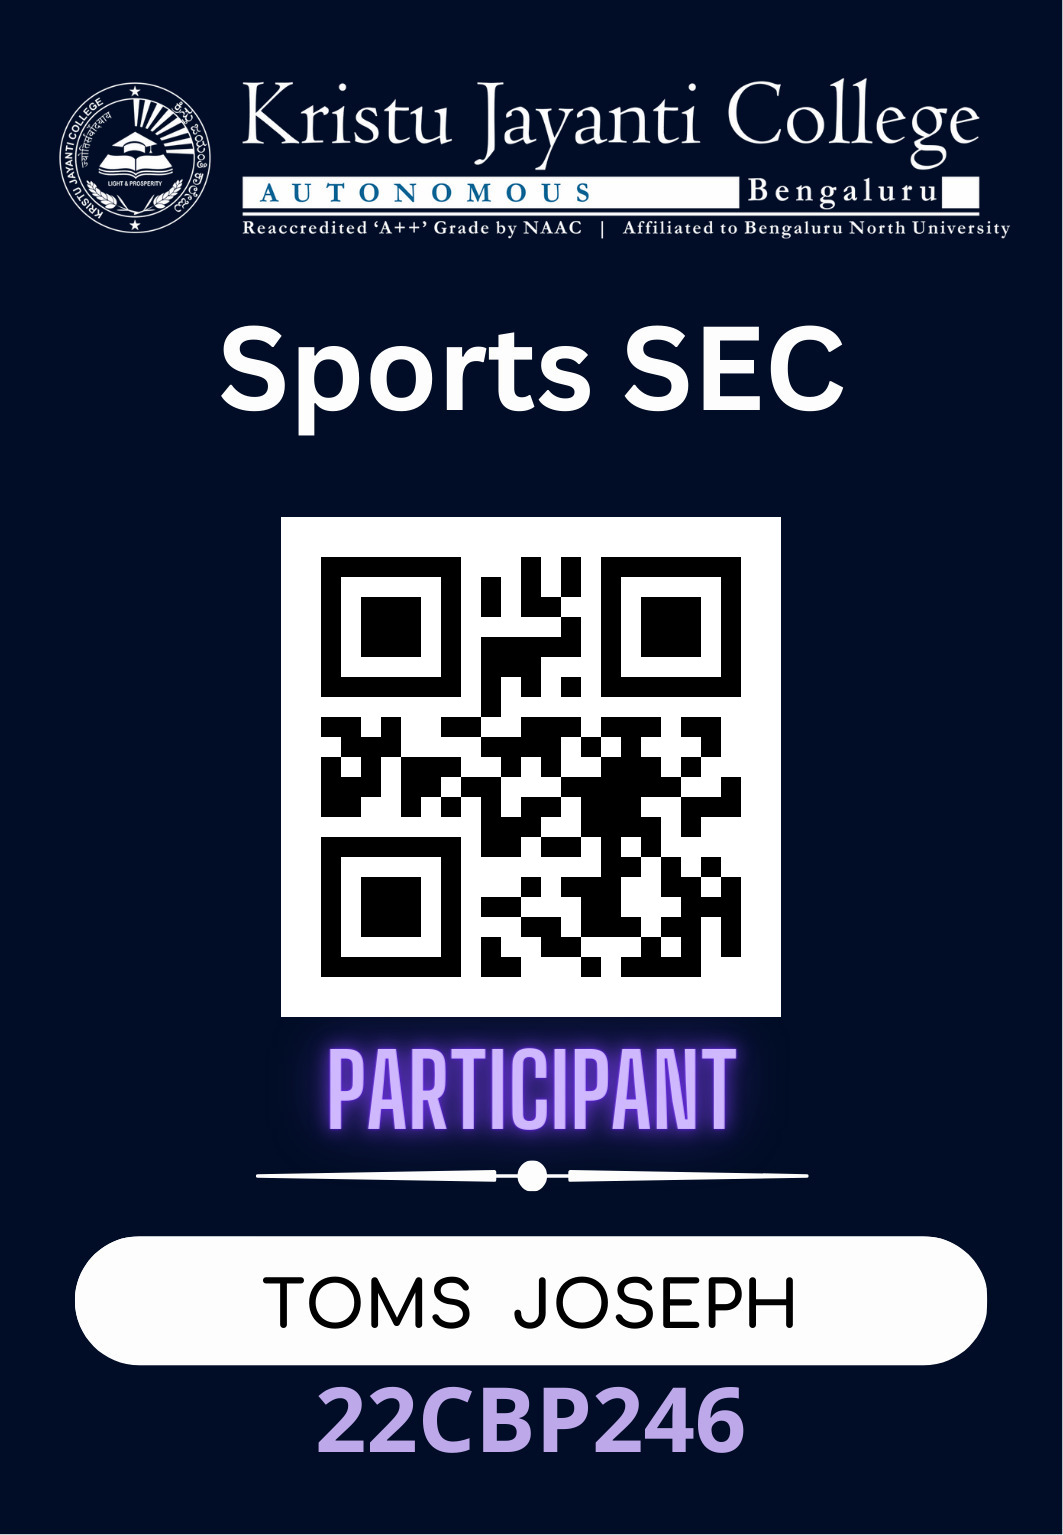 KRISTU JAYANTI COLLEGE
ज्योतिसंवादयाय
LIGHT & PROSPERITY
Kristu Jayanti College
AUTONOMOUS Bengaluru
Reaccredited ‘A++’ Grade by NAAC | Affiliated to Bengaluru North University
Sports SEC
PARTICIPANT
TOMS JOSEPH
22CBP246